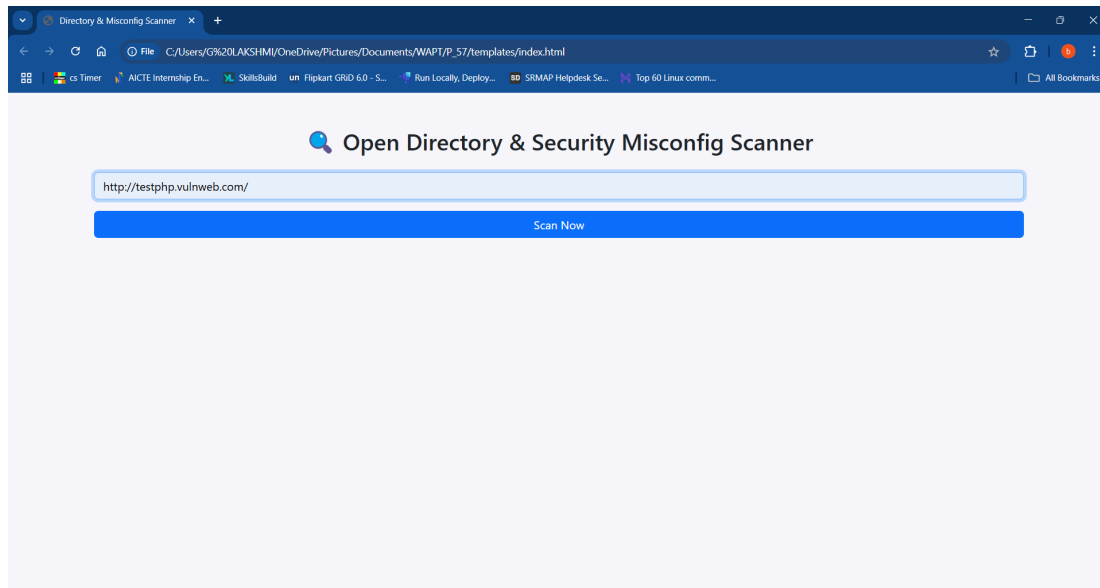 Directory & Misconfig Scanner
File C:/Users/G%20LAKSHMI/OneDrive/Pictures/Documents/WAPT/P_57/templates/index.html b
cs Timer AICTE Internship En... SkillsBuild un Flipkart GRiD 6.0 - S... Run Locally, Deploy... SD SRMAP Helpdesk Se... Top 60 Linux comm... All Bookmarks
Open Directory & Security Misconfig Scanner
http://testphp.vulnweb.com/
Scan Now